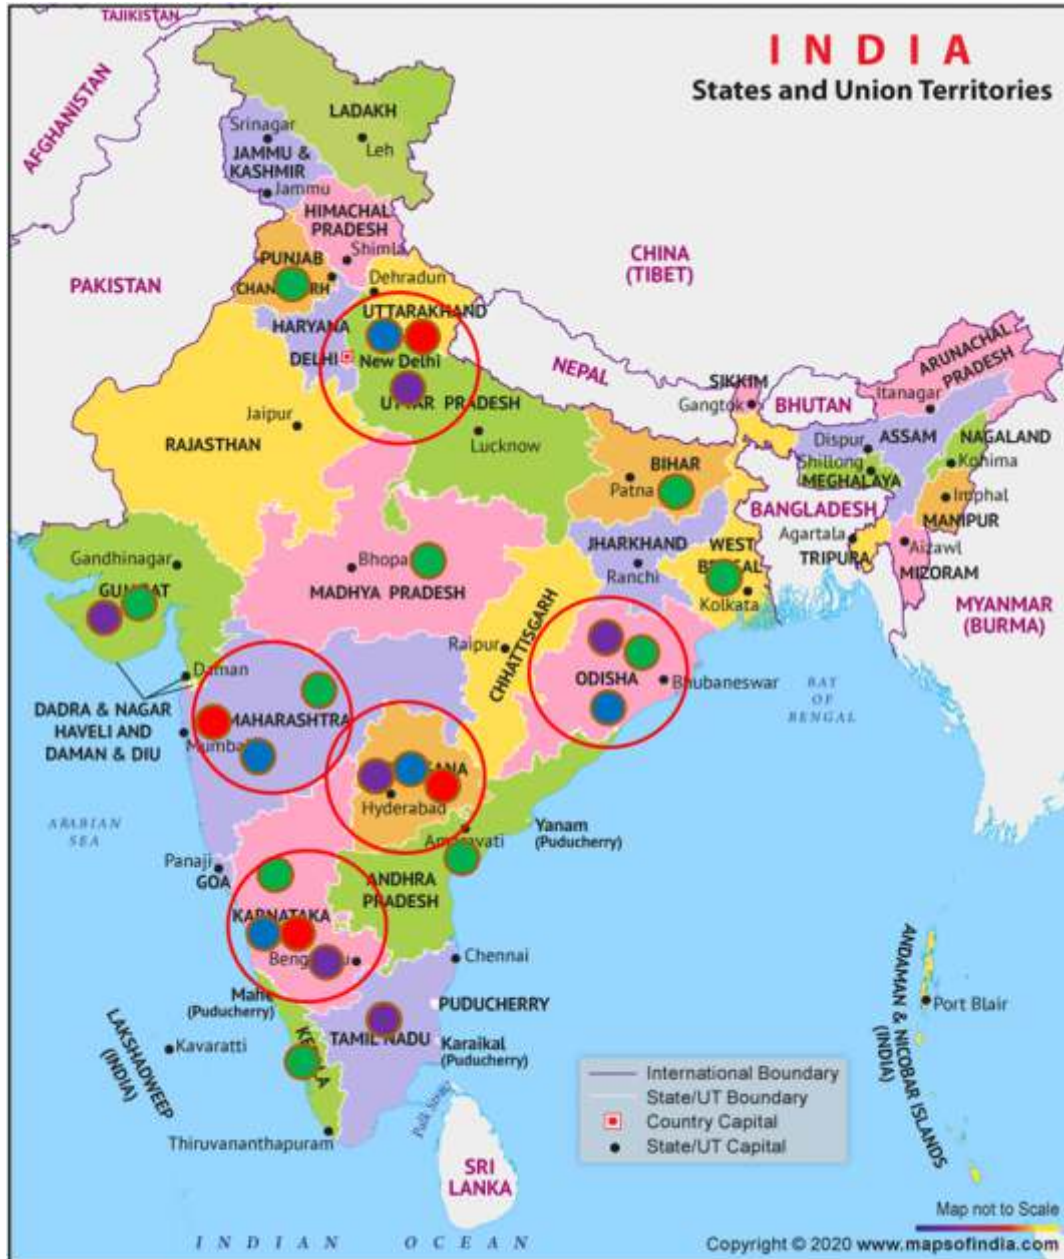 TAJIKISTAN
INDIA
States and Union Territories
AFGHANISTAN
LADAKH
Srinagar
Leh
JAMMU &
KASHMIR
Jammu
HIMACHAL
PRADESH
Shimla
PUNJAB
CHINA
(TIBET)
PAKISTAN
Dehradun
UTTARAKHAND
HARYANA
DELHI
New Delhi
NEPAL
ARUNACHAL
PRADESH
SIKKIM
Gangtok
BHUTAN
Itanagar
UTTAR PRADESH
Jaipur
RAJASTHAN
Lucknow
Dispur
ASSAM
NAGALAND
BIHAR
Shillong
Kohima
MEGHALAYA
Patna
Imphal
BANGLADESH
MANIPUR
Agartala
TRIPURA
Aizawl
MIZORAM
JHARKHAND
Ranchi
WEST
Kolkata
Gandhinagar
Bhopa
MADHYA PRADESH
MYANMAR
(BURMA)
CHHATTISGARH
Raipur
ODISHA
Bhubaneswar
Daman
BAY
OF
BENGAL
DADRA & NAGAR
HAVELI AND
DAMAN & DIU
MAHARASHTRA
Mumba
Hyderabad
ARABIAN
SEA
Yanam
(Puducherry)
Panaji
GOA
ANDHRA
PRADESH
KARNATAKA
Chennai
Mahe
(Puducherry)
PUDUCHERRY
TAMIL NADU
Karaikal
(Puducherry)
LAKSHADWEEP
(INDIA)
Kavaratti
Thiruvananthapuram
Palk Strait
SRI
LANKA
ANDAMAN & NICOBAR ISLANDS
(INDIA)
Port Blair
International Boundary
State/UT Boundary
Country Capital
State/UT Capital
Map not to Scale
INDIAN OCEAN
Copyright © 2020 www.mapsofindia.com